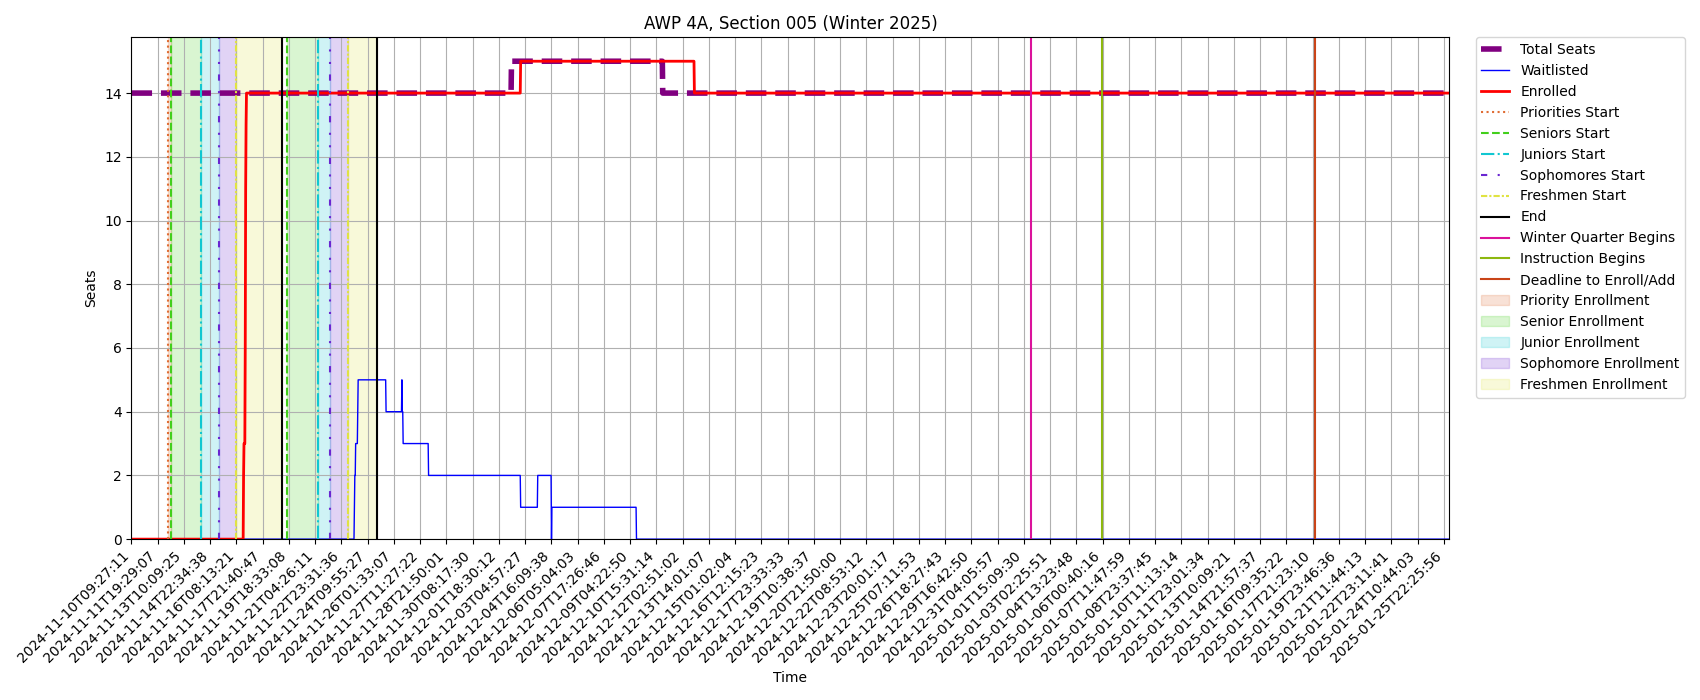 AWP 4A, Section 005 (Winter 2025)
Seats
14
12
10
8
6
4
2
0
2024-11-10T09:27:11
2024-11-11T19:29:07
2024-11-13T10:09:25
2024-11-14T22:34:38
2024-11-16T08:13:21
2024-11-17T21:40:47
2024-11-19T18:33:08
2024-11-21T04:26:11
2024-11-22T23:31:36
2024-11-24T09:55:27
2024-11-26T01:33:07
2024-11-27T11:27:22
2024-11-28T21:50:01
2024-11-30T08:17:30
2024-12-01T18:30:12
2024-12-03T04:57:27
2024-12-04T16:09:38
2024-12-06T05:04:03
2024-12-07T17:26:46
2024-12-09T04:22:50
2024-12-10T15:31:14
2024-12-12T02:51:02
2024-12-13T14:01:07
2024-12-15T01:02:04
2024-12-16T12:15:23
2024-12-17T23:33:33
2024-12-19T10:38:37
2024-12-20T21:50:00
2024-12-22T08:53:12
2024-12-23T20:01:17
2024-12-25T07:11:53
2024-12-26T18:27:43
2024-12-29T16:42:50
2024-12-31T04:05:57
2025-01-01T15:09:30
2025-01-03T02:25:51
2025-01-04T13:23:48
2025-01-06T00:40:16
2025-01-07T11:47:59
2025-01-08T23:37:45
2025-01-10T11:13:14
2025-01-11T23:01:34
2025-01-13T10:09:21
2025-01-14T21:57:37
2025-01-16T09:35:22
2025-01-17T21:23:10
2025-01-19T23:46:36
2025-01-21T11:44:13
2025-01-22T23:11:41
2025-01-24T10:44:03
2025-01-25T22:25:56
Time
Total Seats
Waitlisted
Enrolled
Priorities Start
Seniors Start
Juniors Start
Sophomores Start
Freshmen Start
End
Winter Quarter Begins
Instruction Begins
Deadline to Enroll/Add
Priority Enrollment
Senior Enrollment
Junior Enrollment
Sophomore Enrollment
Freshmen Enrollment